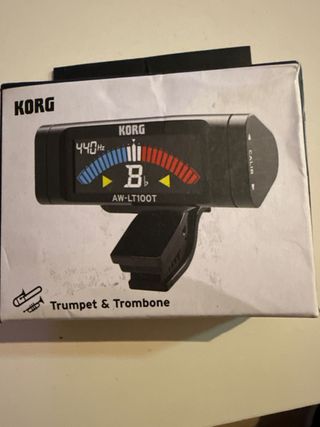 KORG
KORG
440Hz
B♭
AW-LT100T
CALIB
Trumpet & Trombone